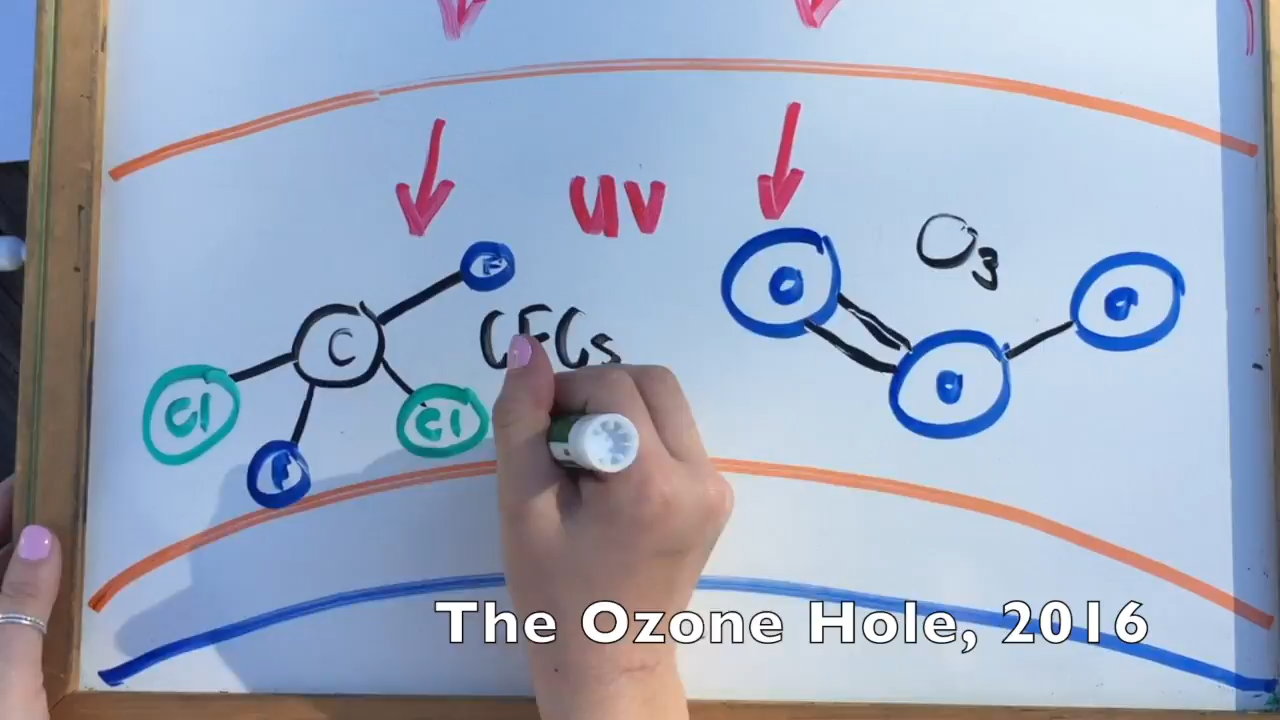 UV
O3
F
C
CFCs
Cl
Cl
F
O
O
O
The Ozone Hole, 2016